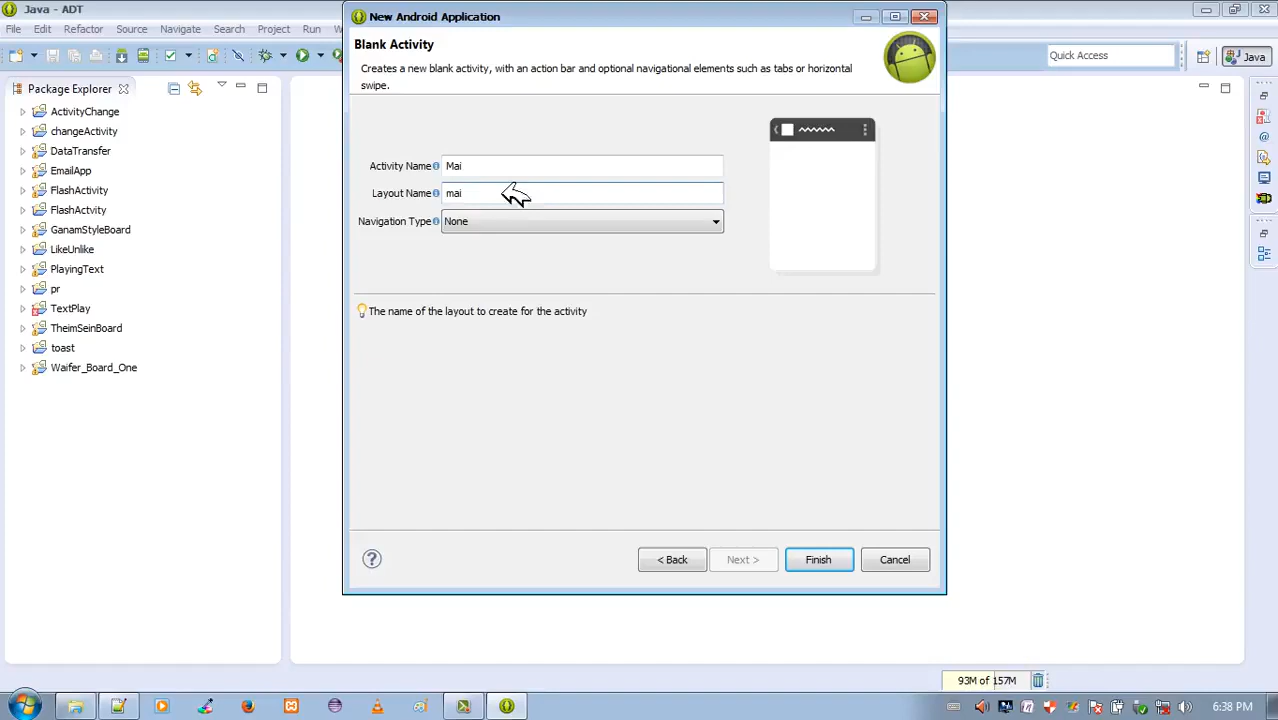 Java - ADT
New Android Application
File Edit Refactor Source Navigate Search Project Run
Blank Activity
Creates a new blank activity, with an action bar and optional navigational elements such as tabs or horizontal
swipe.
Quick Access
Java
Package Explorer
ActivityChange
changeActivity
DataTransfer
EmailApp
FlashActivity
FlashActivity
GanamStyleBoard
LikeUnlike
PlayingText
pr
TextPlay
TheimSeinBoard
toast
Waifer_Board_One
Activity Name Mai
Layout Name mai
Navigation Type None
The name of the layout to create for the activity
? < Back Next > Finish Cancel
93M of 157M
6:38 PM